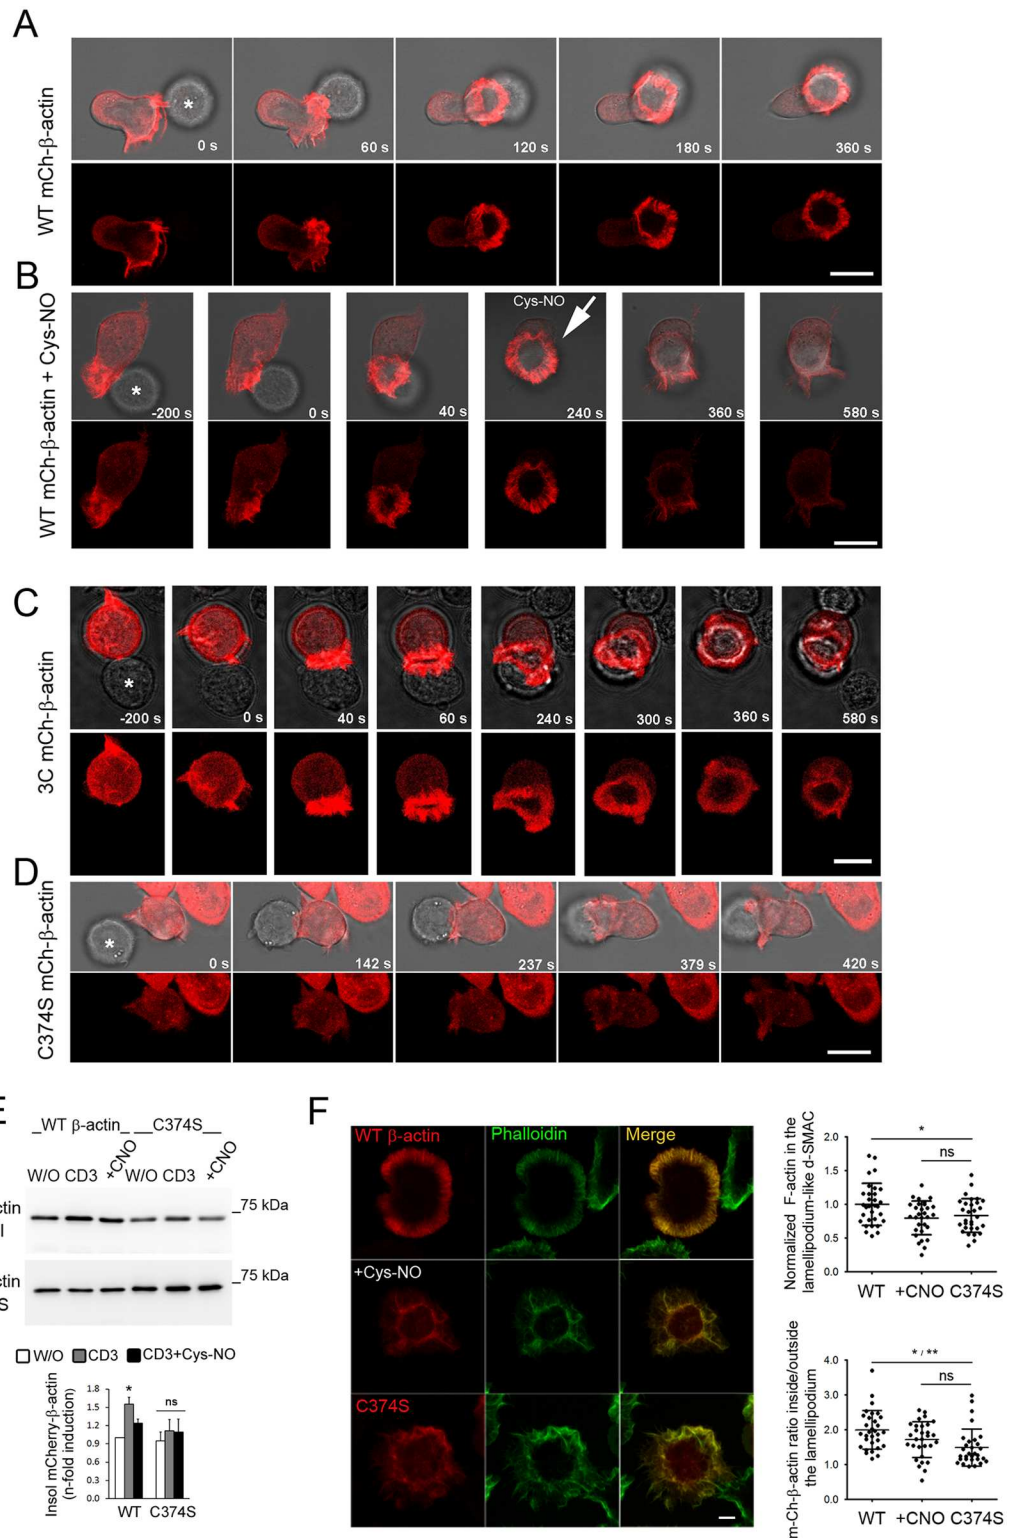 A
WT mCh-β-actin
*
0 s
60 s
120 s
180 s
360 s
B
WT mCh-β-actin + Cys-NO
Cys-NO
*
-200 s
0 s
40 s
240 s
360 s
580 s
C
3C mCh-β-actin
*
-200 s
0 s
40 s
60 s
240 s
300 s
360 s
580 s
D
C374S mCh-β-actin
*
0 s
142 s
237 s
379 s
420 s
E
WT β-actin
C374S
W/O CD3 +CNO W/O CD3 +CNO
75 kDa
75 kDa
W/O CD3 CD3+Cys-NO
Insol mCherry-β-actin
(n-fold induction)
1.8
1.5
1.2
0.9
0.6
0.3
0.0
*
ns
WT C374S
F
WT β-actin
Phalloidin
Merge
+Cys-NO
C374S
Normalized F-actin in the
lamellipodium-like d-SMAC
2.0
1.5
1.0
0.5
0.0
*
ns
WT +CNO C374S
m-Ch-β-actin ratio inside/outside
the lamellipodium
4.0
3.0
2.0
1.0
0.0
* / **
ns
WT +CNO C374S